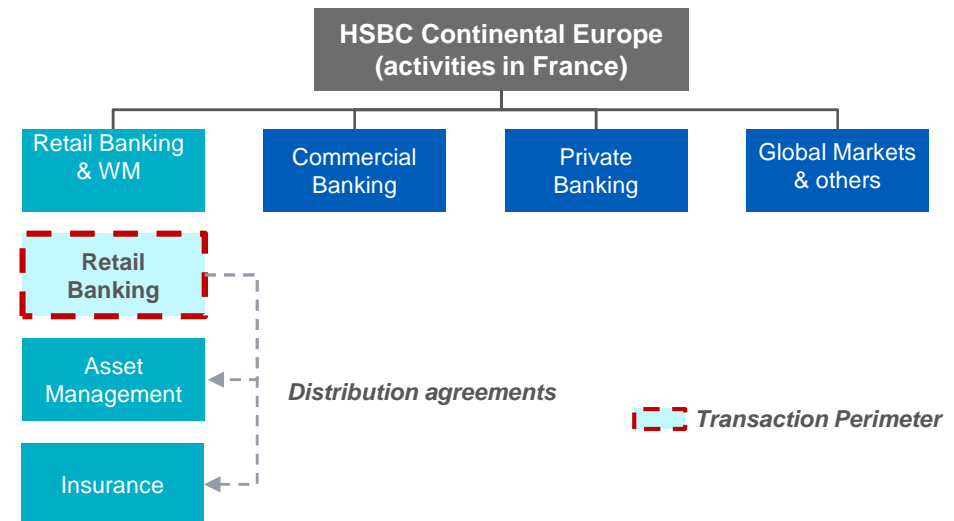 HSBC Continental Europe
(activities in France)
Retail Banking
& WM
Commercial
Banking
Private
Banking
Global Markets
& others
Retail
Banking
Asset
Management
Distribution agreements
Transaction Perimeter
Insurance